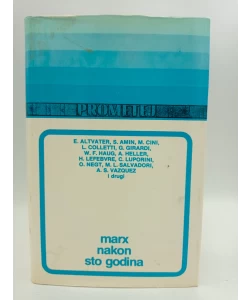 PROMETEJ
E. ALTVATER, S. AMIN, M. CINI,
L. COLLETTI, G. GIRARDI,
W. F. HAUG, A. HELLER,
H. LEFEBVRE, C. LUPORINI,
O. NEGT, M. L. SALVADORI,
A. S. VAZQUEZ
i drugi
marx
nakon
sto godina